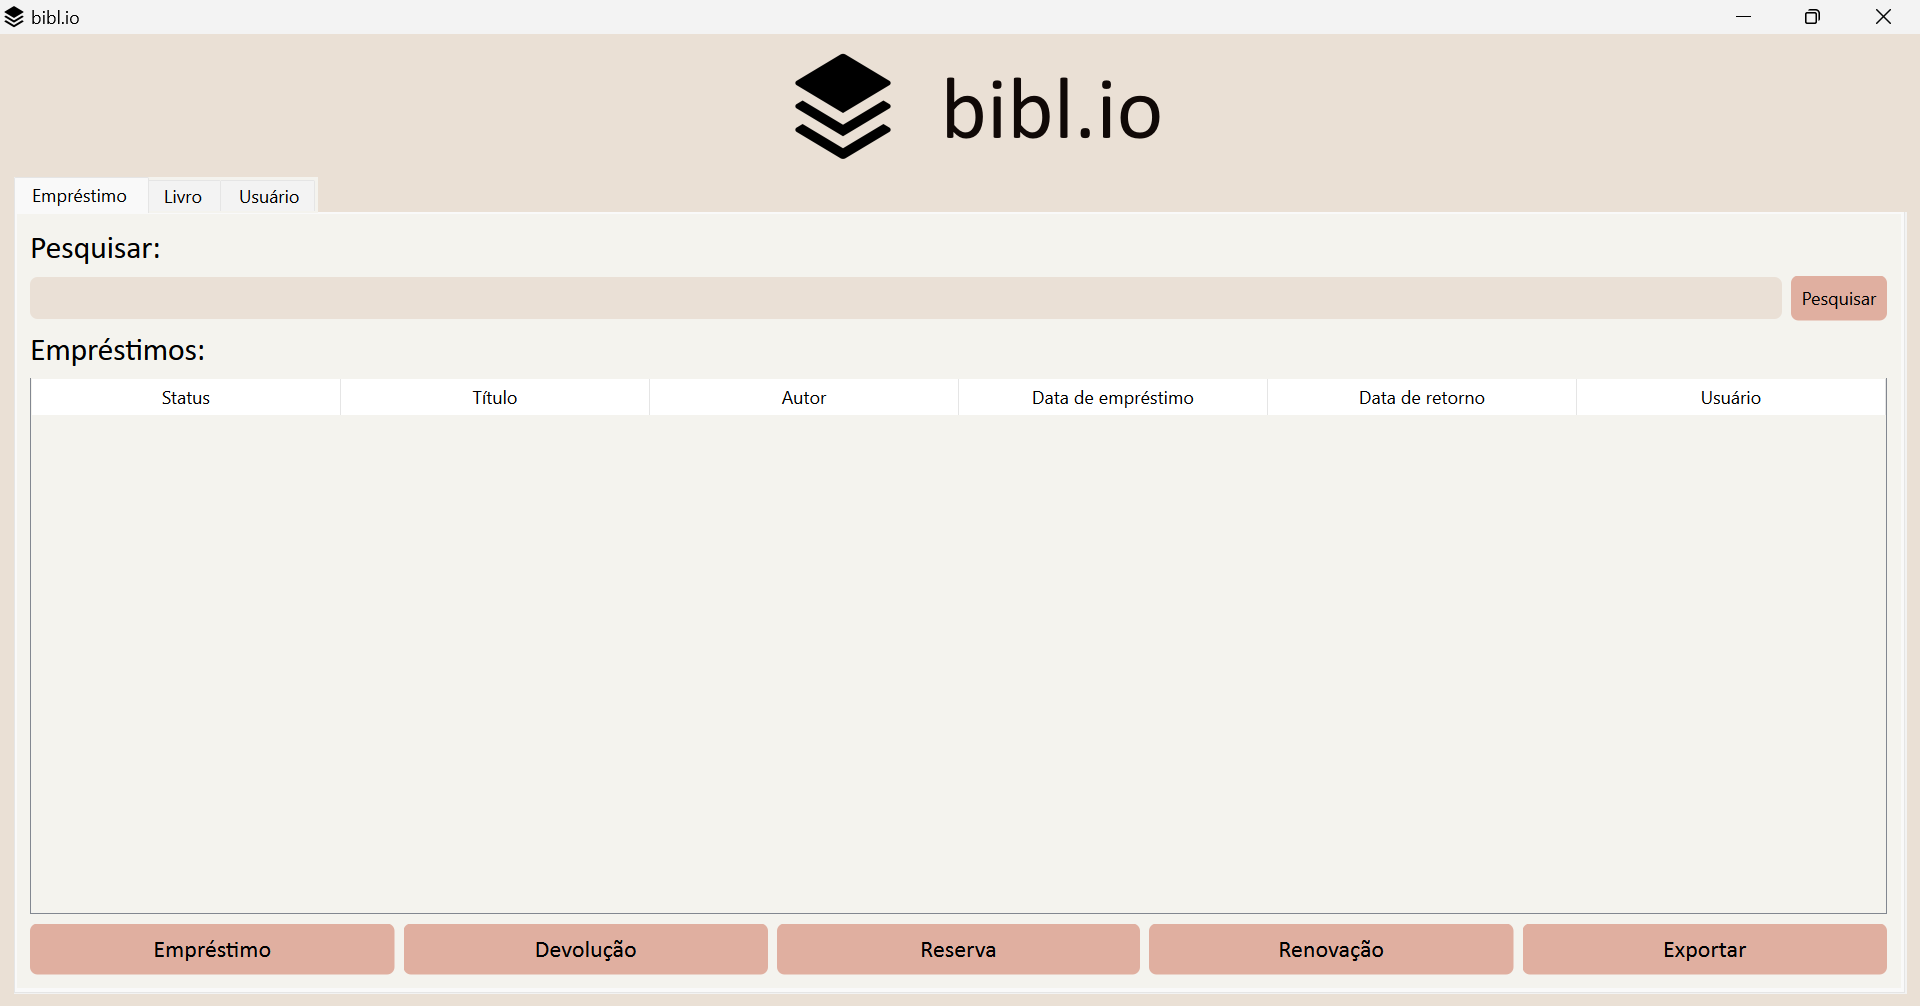 bibl.io
bibl.io
Empréstimo Livro Usuário
Pesquisar:
Pesquisar
Empréstimos:
Status Título Autor Data de empréstimo Data de retorno Usuário
Empréstimo Devolução Reserva Renovação Exportar